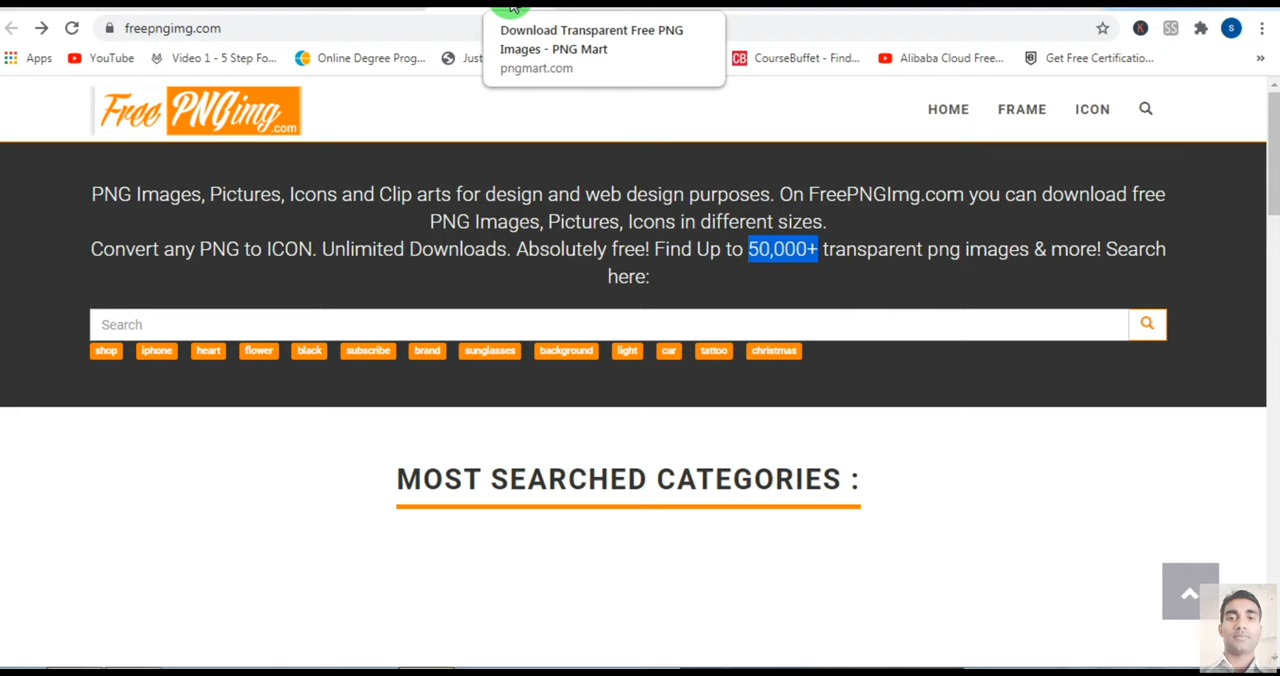 freepngimg.com
Download Transparent Free PNG
Images - PNG Mart
pngmart.com
K
SS
S
Apps
YouTube
Video 1 - 5 Step Fo...
Online Degree Prog...
Just
CB
CourseBuffet - Find...
Alibaba Cloud Free...
Get Free Certificatio...
»
Free PNGimg.com
HOME
FRAME
ICON
PNG Images, Pictures, Icons and Clip arts for design and web design purposes. On FreePNGImg.com you can download free
PNG Images, Pictures, Icons in different sizes.
Convert any PNG to ICON. Unlimited Downloads. Absolutely free! Find Up to 50,000+ transparent png images & more! Search
here:
Search
shop iphone heart flower black subscribe brand sunglasses background light car tattoo christmas
MOST SEARCHED CATEGORIES :